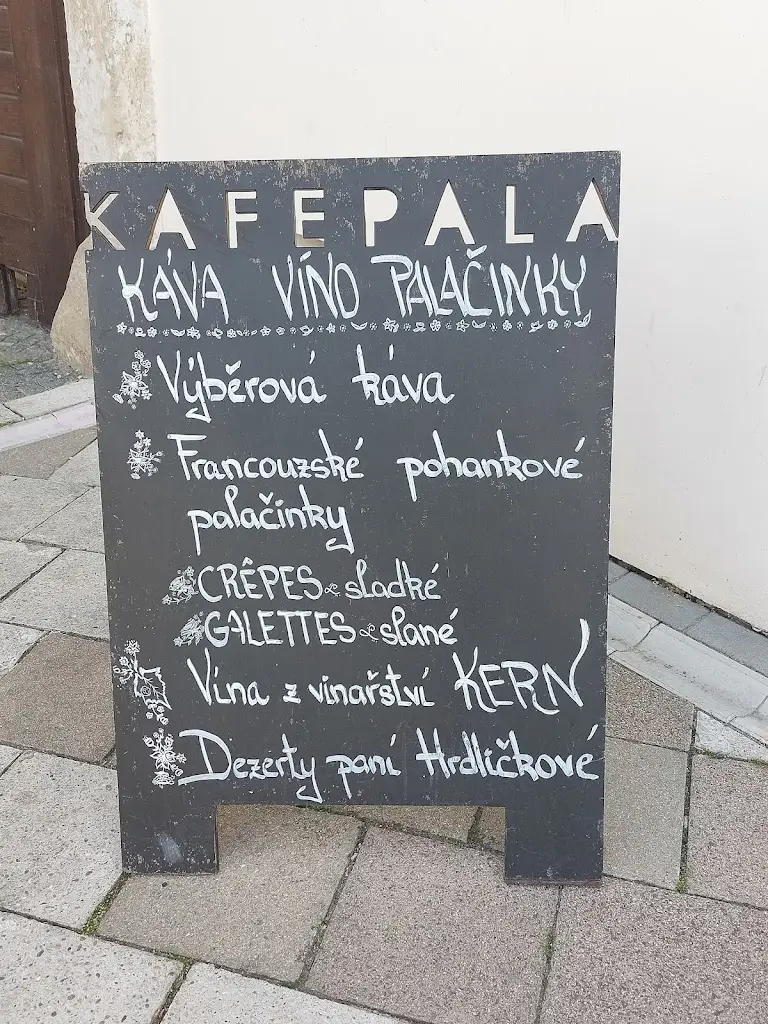 KAFEPALA
KÁVA VÍNO PALAČINKY
Výběrová káva
Francouzské pohankové
palačinky
CRÊPES sladké
GALETTES slané
Vína z vinařství KERN
Dezerty paní Hrdličkové